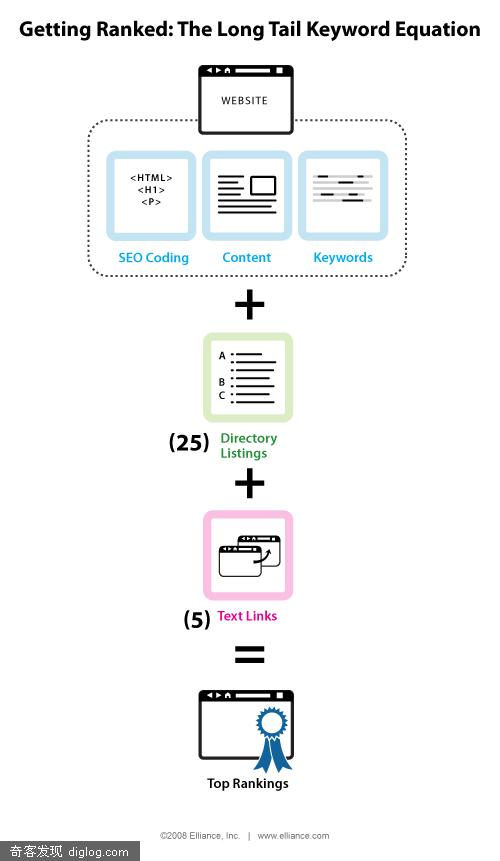 Getting Ranked: The Long Tail Keyword Equation
WEBSITE
<HTML>
<H1>
<P>
SEO Coding
Content
Keywords
+
A
B
C
(25) Directory
Listings
+
(5) Text Links
=
Top Rankings
©2008 Elliance, Inc. | www.elliance.com
奇客发现 diglog.com